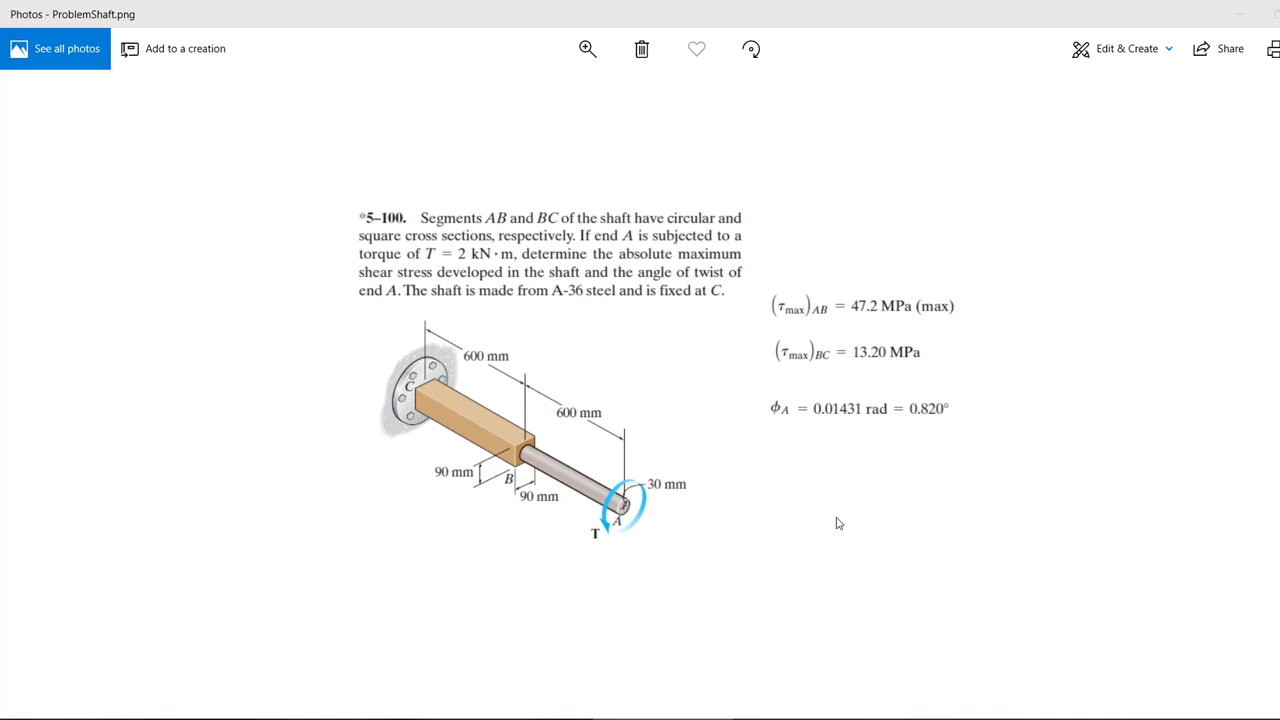 Photos - ProblemShaft.png
See all photos
Add to a creation
Edit & Create
Share
*5–100. Segments AB and BC of the shaft have circular and
square cross sections, respectively. If end A is subjected to a
torque of T = 2 kN · m, determine the absolute maximum
shear stress developed in the shaft and the angle of twist of
end A. The shaft is made from A-36 steel and is fixed at C.
(τmax)AB = 47.2 MPa (max)
(τmax)BC = 13.20 MPa
ϕA = 0.01431 rad = 0.820°
600 mm
C
600 mm
90 mm
B
90 mm
30 mm
A
T